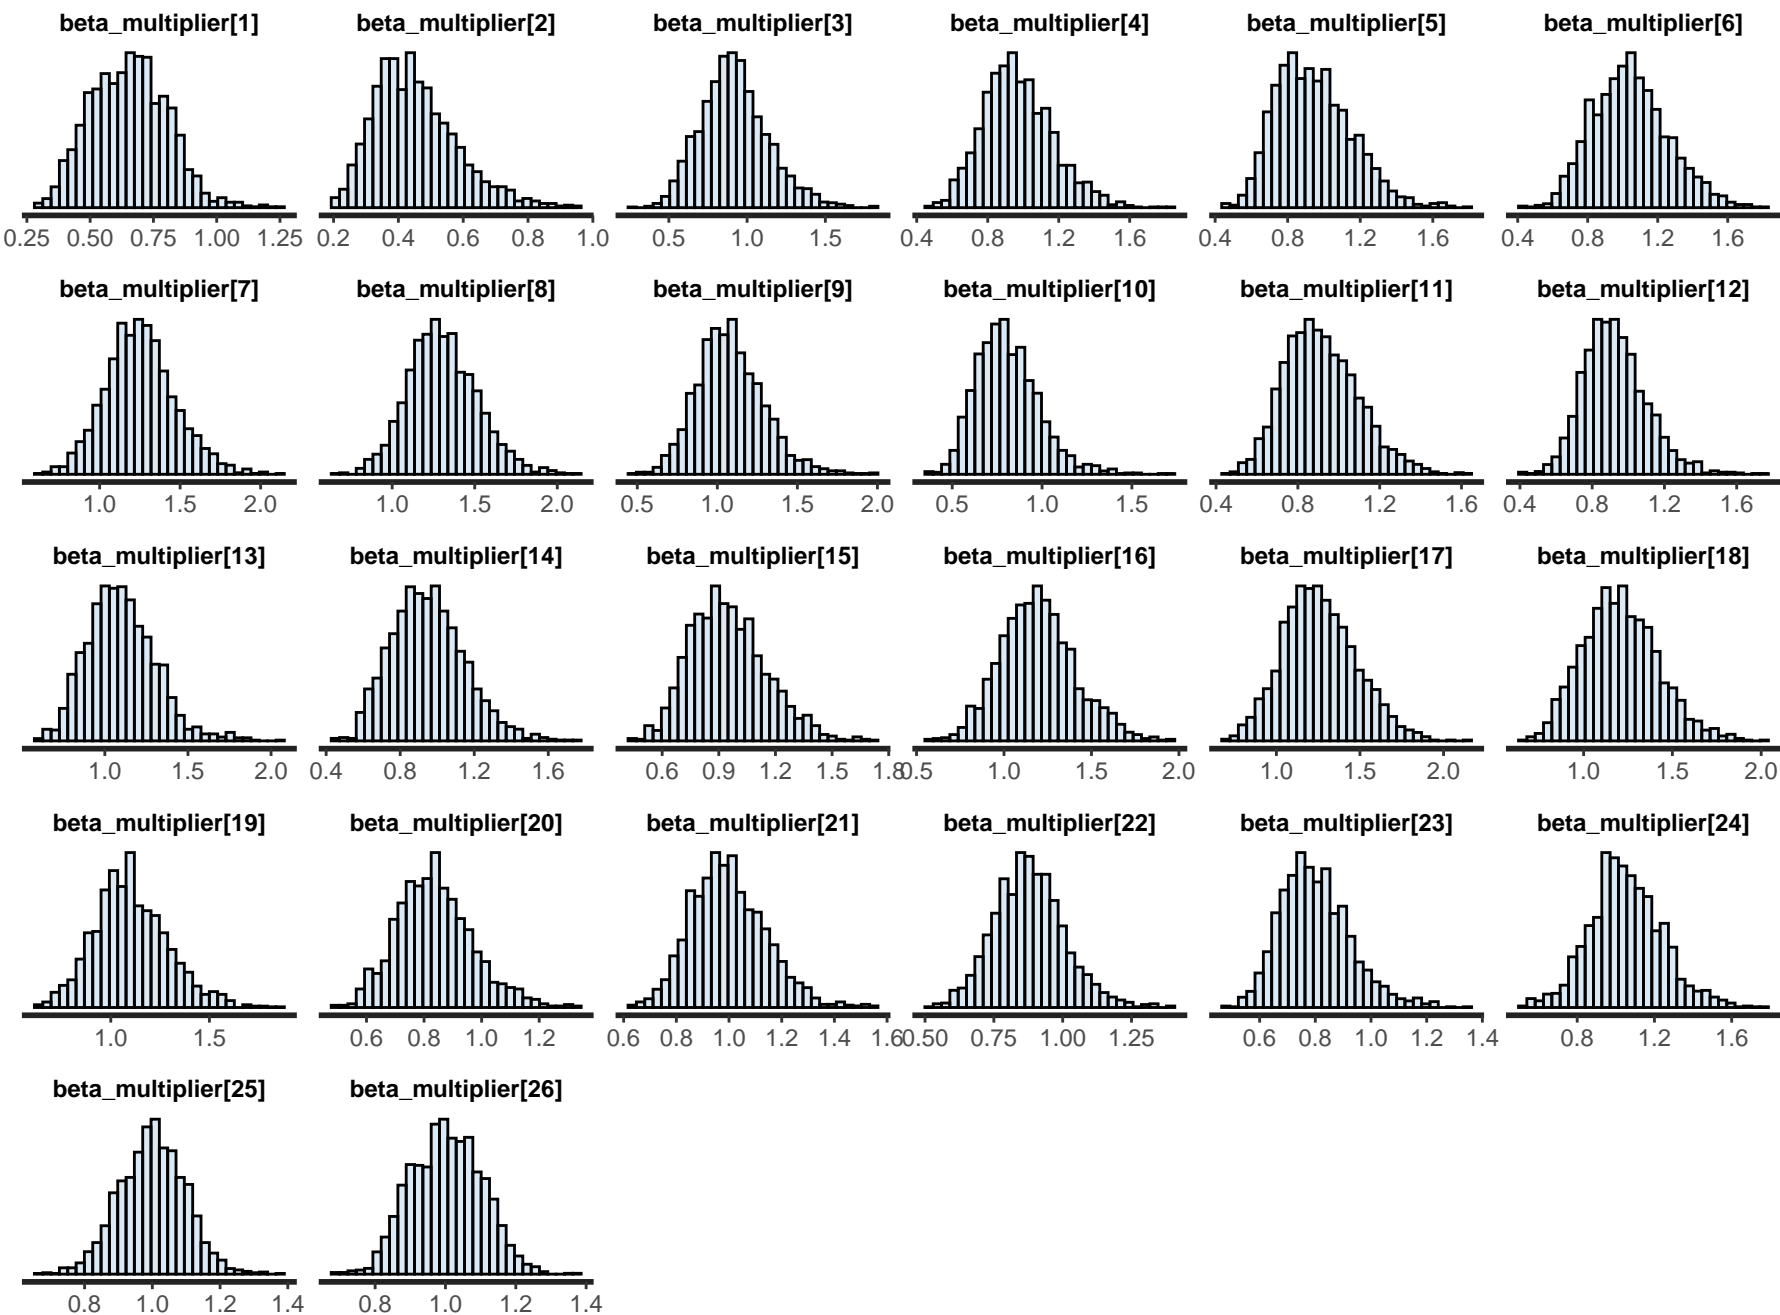 beta_multiplier[1] beta_multiplier[2] beta_multiplier[3] beta_multiplier[4] beta_multiplier[5] beta_multiplier[6]
0.25 0.50 0.75 1.00 1.25 0.2 0.4 0.6 0.8 1.0 0.5 1.0 1.5 0.4 0.8 1.2 1.6 0.4 0.8 1.2 1.6 0.4 0.8 1.2 1.6
beta_multiplier[7] beta_multiplier[8] beta_multiplier[9] beta_multiplier[10] beta_multiplier[11] beta_multiplier[12]
1.0 1.5 2.0 1.0 1.5 2.0 0.5 1.0 1.5 2.0 0.5 1.0 1.5 0.4 0.8 1.2 1.6 0.4 0.8 1.2 1.6
beta_multiplier[13] beta_multiplier[14] beta_multiplier[15] beta_multiplier[16] beta_multiplier[17] beta_multiplier[18]
1.0 1.5 2.0 0.4 0.8 1.2 1.6 0.6 0.9 1.2 1.5 1.8 0.5 1.0 1.5 2.0 1.0 1.5 2.0 1.0 1.5 2.0
beta_multiplier[19] beta_multiplier[20] beta_multiplier[21] beta_multiplier[22] beta_multiplier[23] beta_multiplier[24]
1.0 1.5 0.6 0.8 1.0 1.2 0.6 0.8 1.0 1.2 1.4 1.6 0.50 0.75 1.00 1.25 0.6 0.8 1.0 1.2 1.4 0.8 1.2 1.6
beta_multiplier[25] beta_multiplier[26]
0.8 1.0 1.2 1.4 0.8 1.0 1.2 1.4